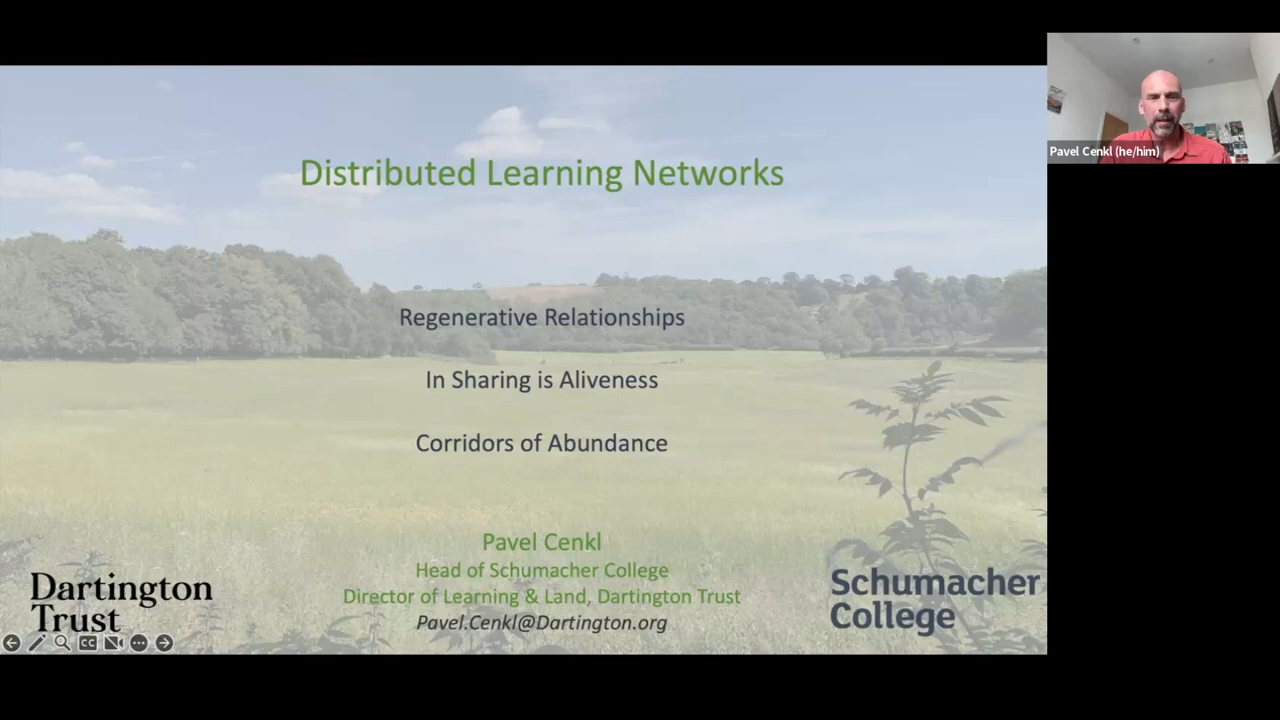 Distributed Learning Networks
Regenerative Relationships
In Sharing is Aliveness
Corridors of Abundance
Pavel Cenkl
Head of Schumacher College
Director of Learning & Land, Dartington Trust
Pavel.Cenkl@Dartington.org
Dartington
Trust
Schumacher
College
CC
Pavel Cenkl (he/him)